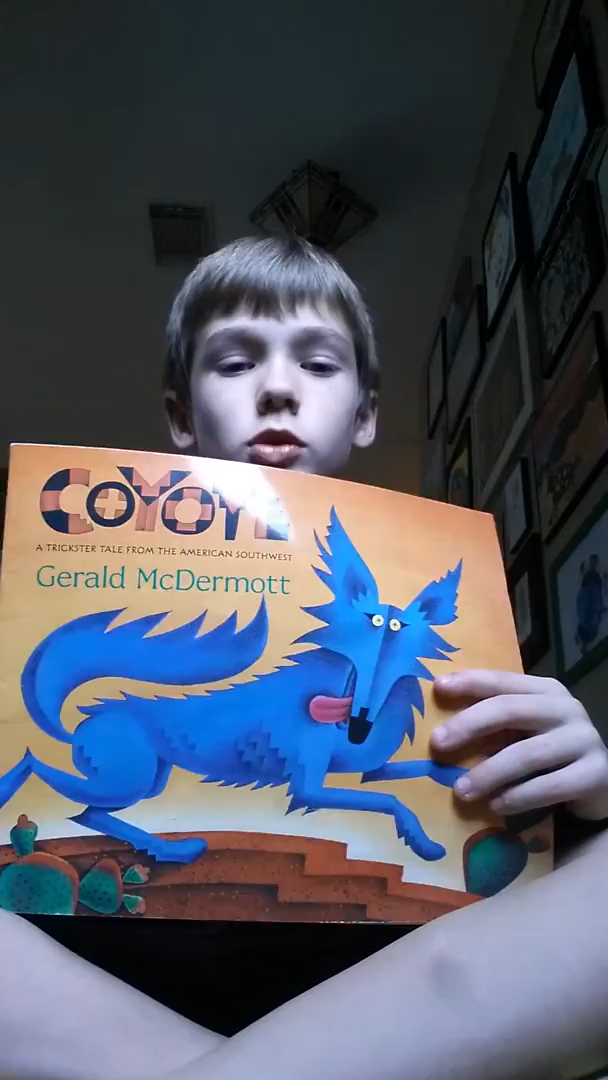 COYOTE
A TRICKSTER TALE FROM THE AMERICAN SOUTHWEST
Gerald McDermott